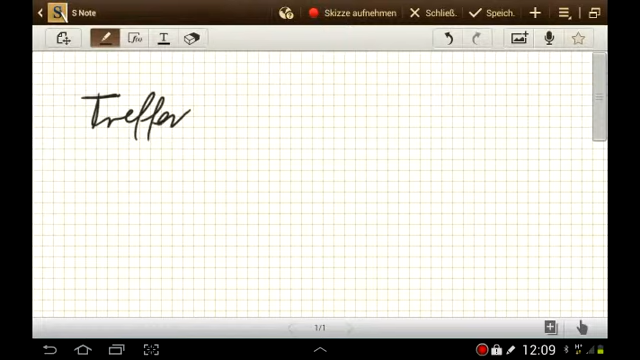 S Note
Skizze aufnehmen
Schließ.
Speich.
f(x)
T
Treffer
1/1
12:09